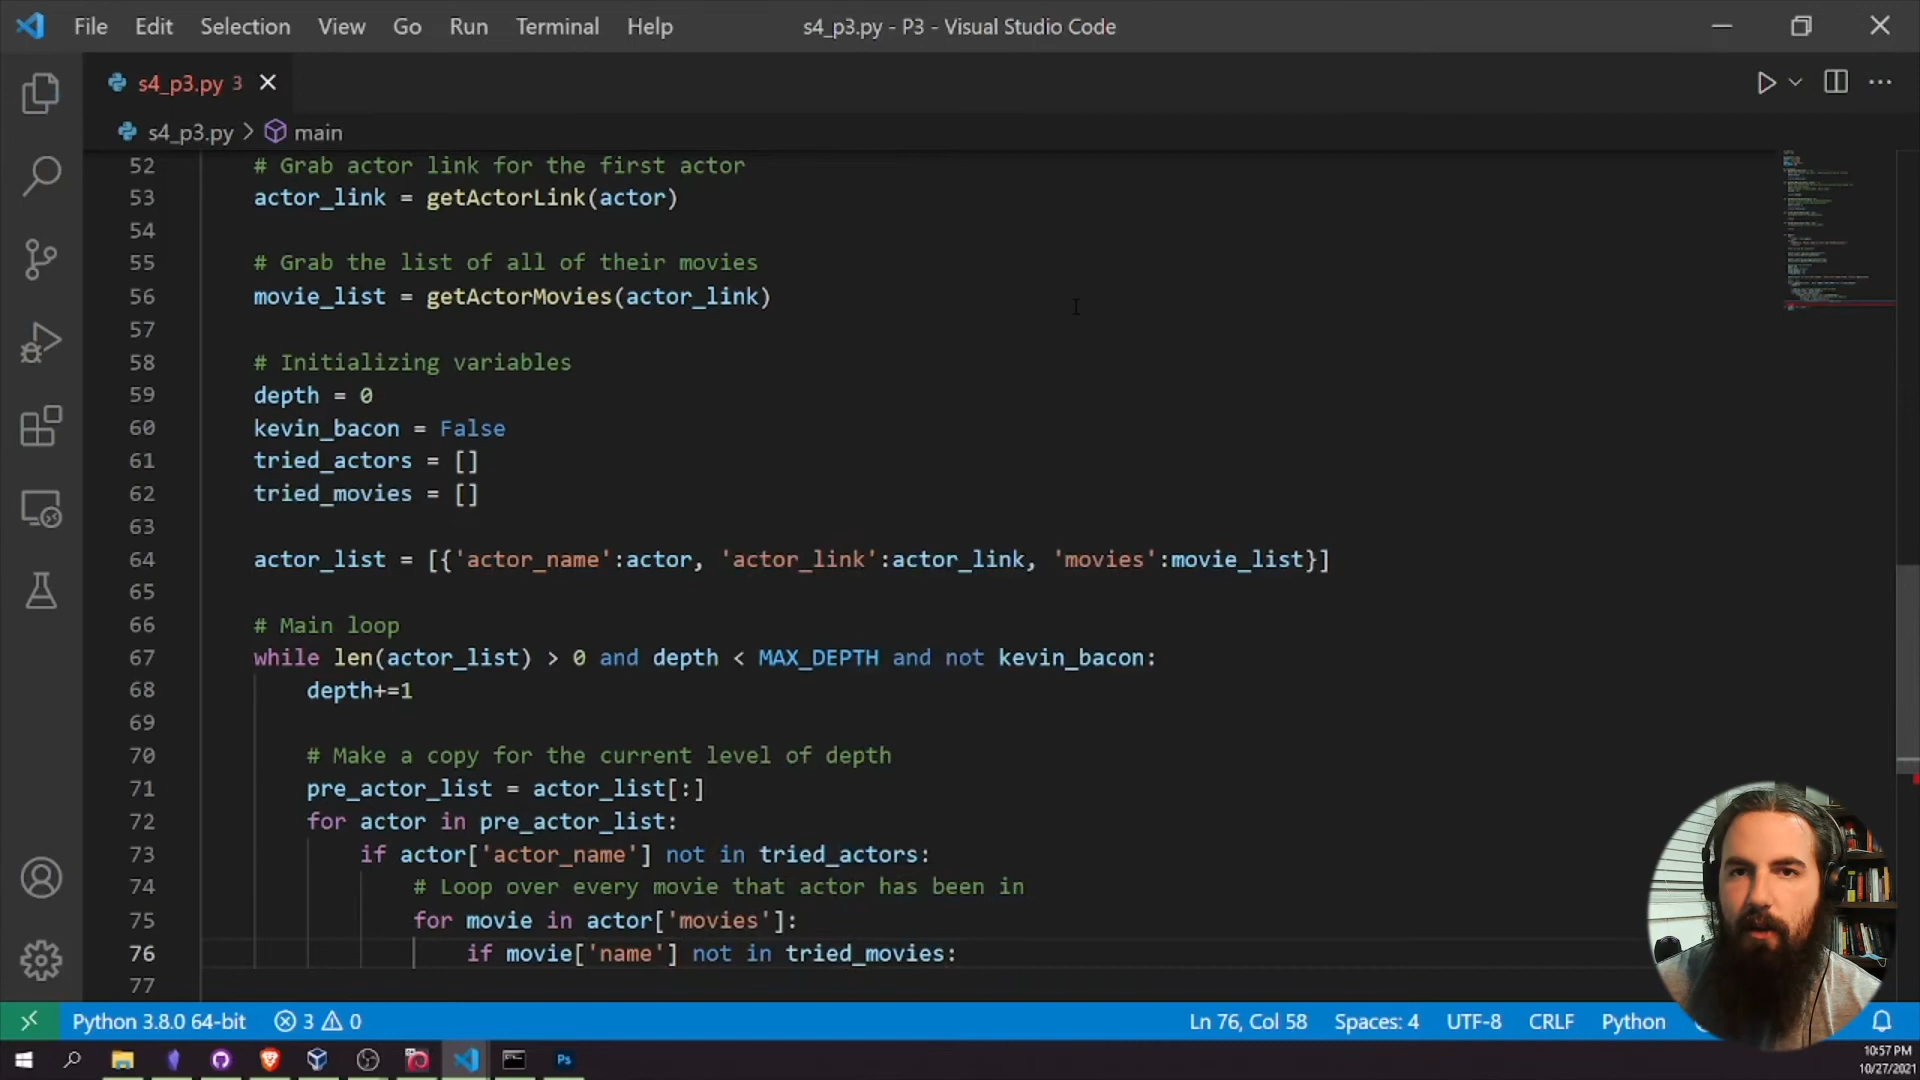 File Edit Selection View Go Run Terminal Help s4_p3.py - P3 - Visual Studio Code
s4_p3.py 3
s4_p3.py > main
52 # Grab actor link for the first actor
53 actor_link = getActorLink(actor)
54
55 # Grab the list of all of their movies
56 movie_list = getActorMovies(actor_link)
57
58 # Initializing variables
59 depth = 0
60 kevin_bacon = False
61 tried_actors = []
62 tried_movies = []
63
64 actor_list = [{'actor_name':actor, 'actor_link':actor_link, 'movies':movie_list}]
65
66 # Main loop
67 while len(actor_list) > 0 and depth < MAX_DEPTH and not kevin_bacon:
68 depth+=1
69
70 # Make a copy for the current level of depth
71 pre_actor_list = actor_list[:]
72 for actor in pre_actor_list:
73 if actor['actor_name'] not in tried_actors:
74 # Loop over every movie that actor has been in
75 for movie in actor['movies']:
76 if movie['name'] not in tried_movies:
77
Python 3.8.0 64-bit 3 0 Ln 76, Col 58 Spaces: 4 UTF-8 CRLF Python
Ps
10:57 PM
10/27/2021